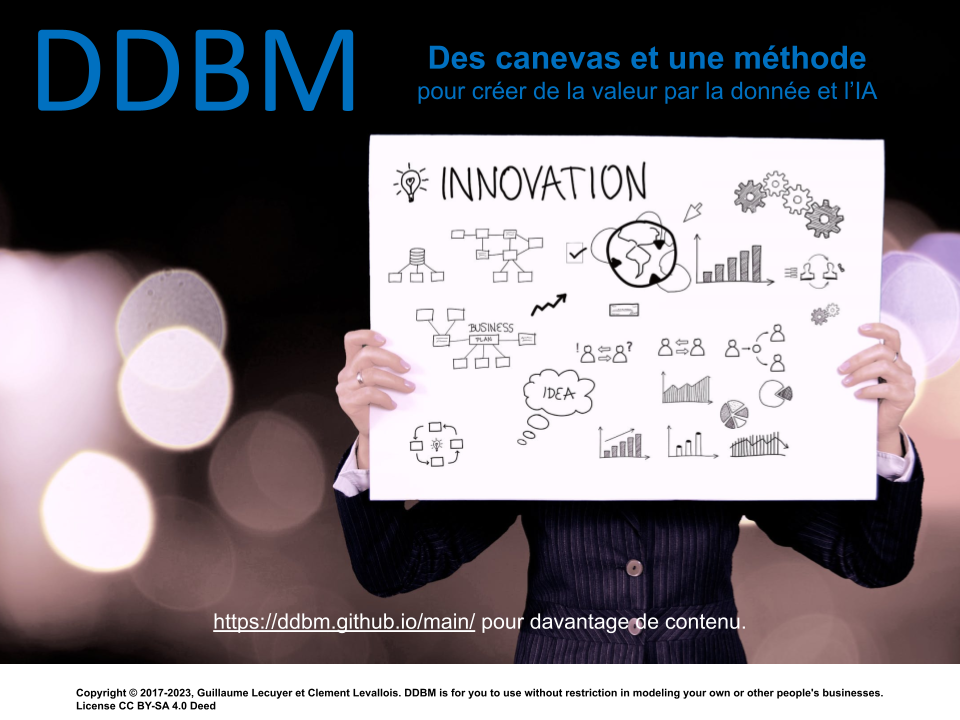 DDBM
Des canevas et une méthode
pour créer de la valeur par la donnée et l’IA
INNOVATION
BUSINESS
PLAN
! ?
IDEA
https://ddbm.github.io/main/ pour davantage de contenu.
Copyright © 2017-2023, Guillaume Lecuyer et Clement Levallois. DDBM is for you to use without restriction in modeling your own or other people's businesses.
License CC BY-SA 4.0 Deed